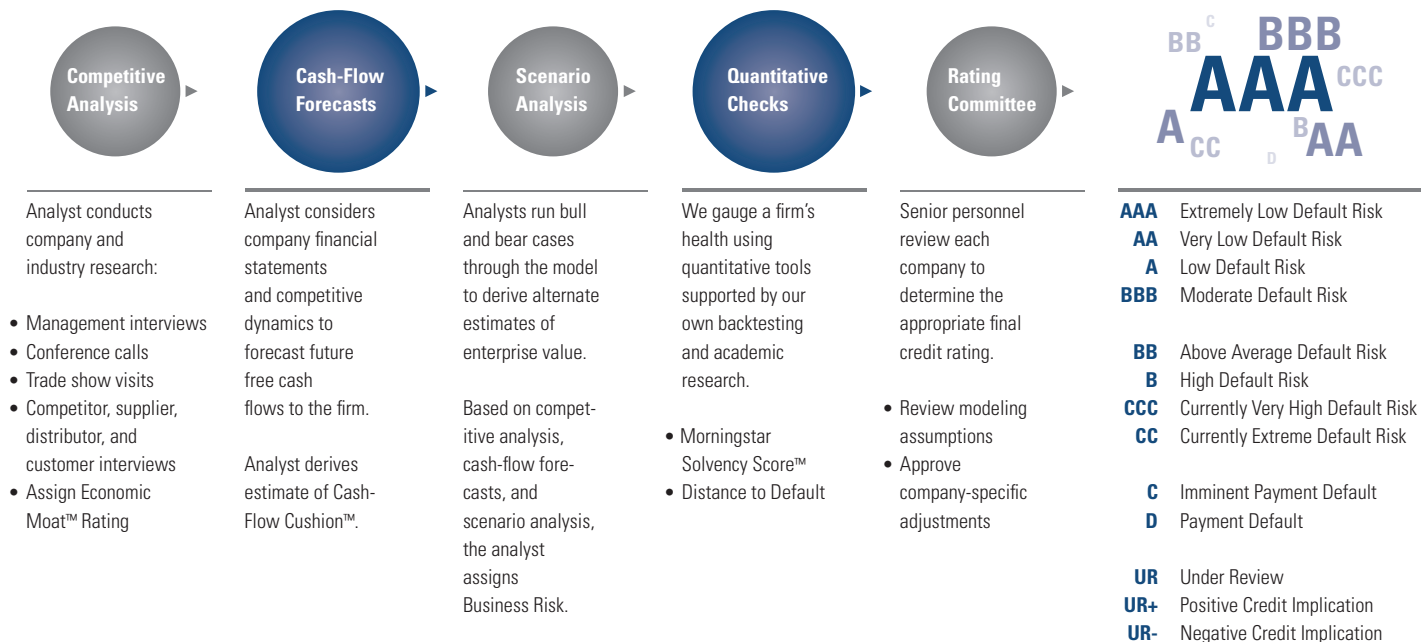 Competitive
Analysis
Cash-Flow
Forecasts
Scenario
Analysis
Quantitative
Checks
Rating
Committee
C
BB
BBB
AAA
CCC
A
CC
B
AA
D
Analyst conducts
company and
industry research:
• Management interviews
• Conference calls
• Trade show visits
• Competitor, supplier,
distributor, and
customer interviews
• Assign Economic
Moat™ Rating
Analyst considers
company financial
statements
and competitive
dynamics to
forecast future
free cash
flows to the firm.
Analyst derives
estimate of Cash-
Flow Cushion™.
Analysts run bull
and bear cases
through the model
to derive alternate
estimates of
enterprise value.
Based on compet-
itive analysis,
cash-flow fore-
casts, and
scenario analysis,
the analyst
assigns
Business Risk.
We gauge a firm's
health using
quantitative tools
supported by our
own backtesting
and academic
research.
• Morningstar
Solvency Score™
• Distance to Default
Senior personnel
review each
company to
determine the
appropriate final
credit rating.
• Review modeling
assumptions
• Approve
company-specific
adjustments
AAA Extremely Low Default Risk
AA Very Low Default Risk
A Low Default Risk
BBB Moderate Default Risk
BB Above Average Default Risk
B High Default Risk
CCC Currently Very High Default Risk
CC Currently Extreme Default Risk
C Imminent Payment Default
D Payment Default
UR Under Review
UR+ Positive Credit Implication
UR- Negative Credit Implication